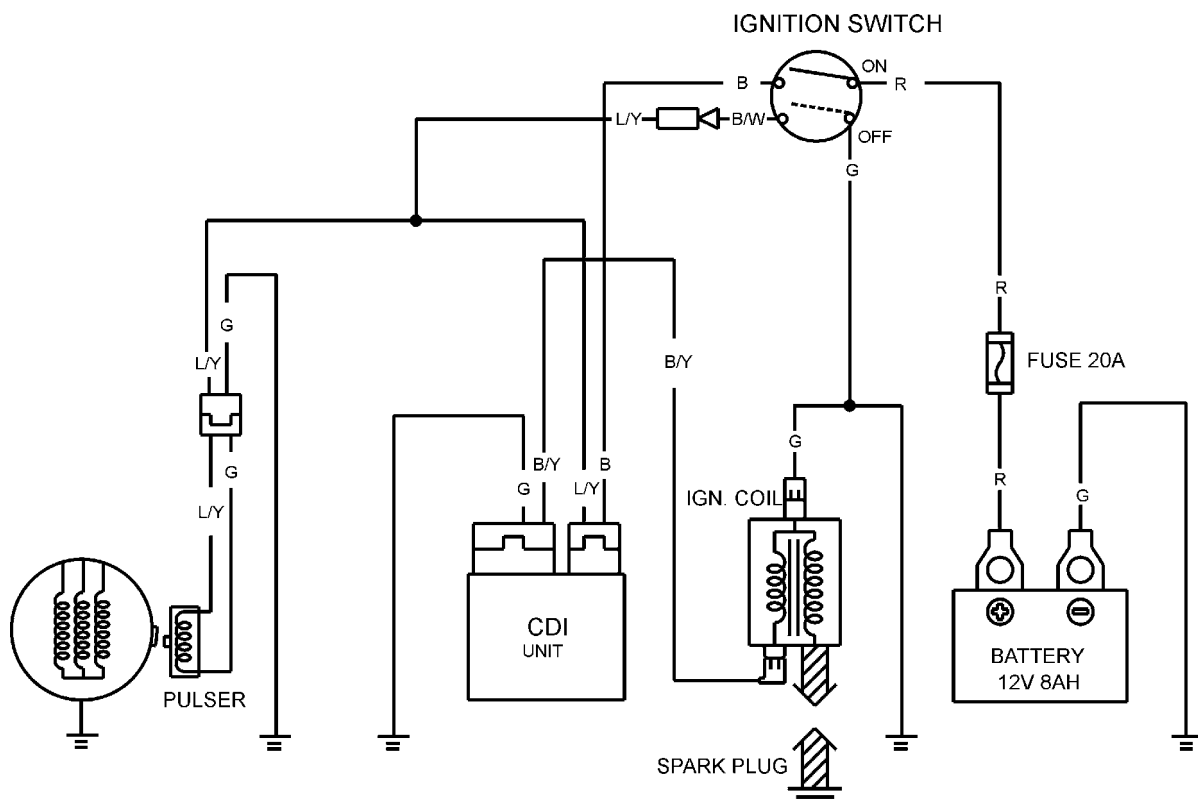 IGNITION SWITCH
ON
B
R
L/Y
B/W
OFF
G
R
G
L/Y
B/Y
FUSE 20A
G
G
B/Y
B
R
G
L/Y
G
L/Y
IGN. COIL
G
CDI
UNIT
BATTERY
12V 8AH
PULSER
SPARK PLUG